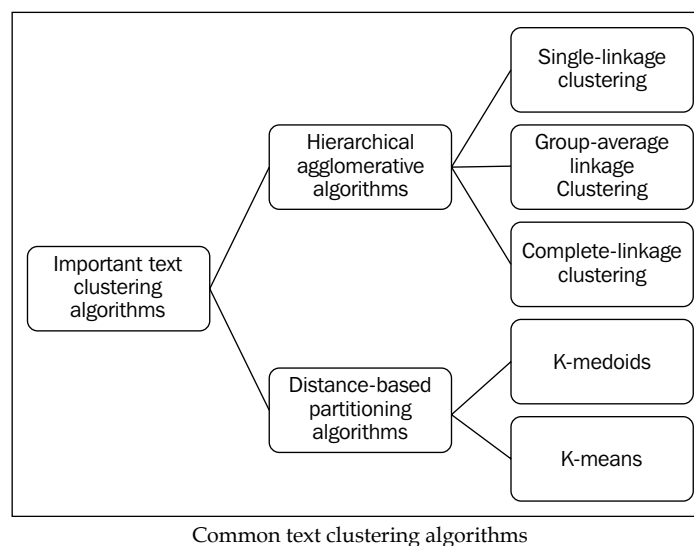 Important text
clustering
algorithms
Hierarchical
agglomerative
algorithms
Single-linkage
clustering
Group-average
linkage
Clustering
Complete-linkage
clustering
Distance-based
partitioning
algorithms
K-medoids
K-means
Common text clustering algorithms